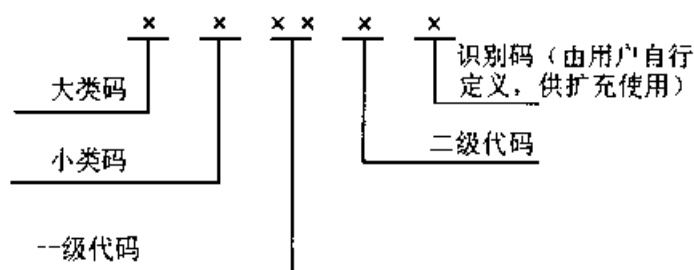 × × ×× × ×
识别码（由用户自行
定义，供扩充使用）
大类码
二级代码
小类码
一级代码